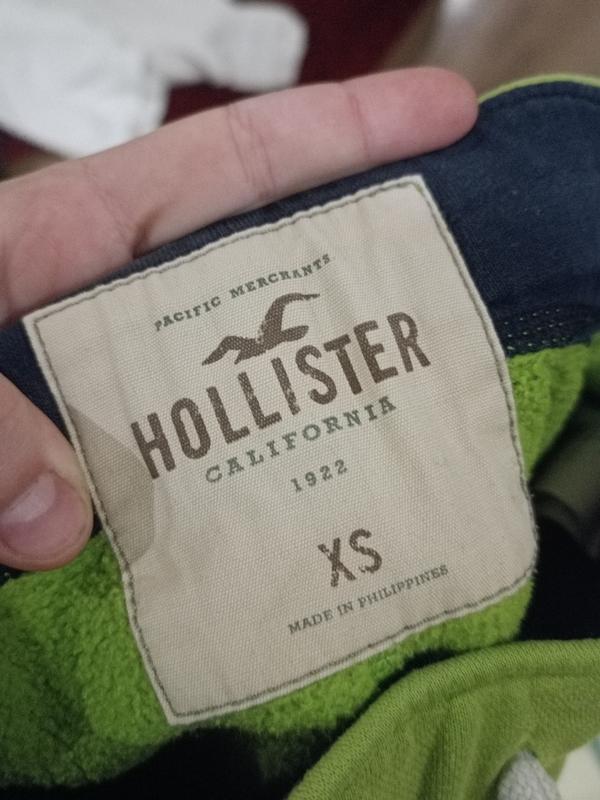 PACIFIC MERCHANTS
HOLLISTER
CALIFORNIA
1922
XS
MADE IN PHILIPPINES